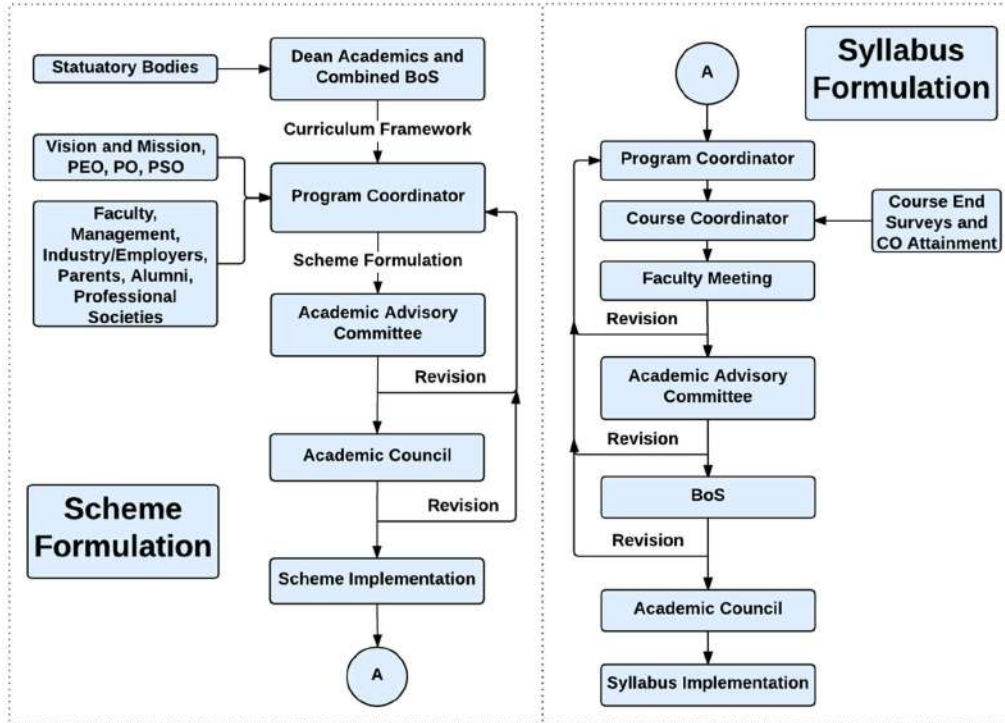 Statuatory Bodies
Dean Academics and
Combined BoS
Curriculum Framework
Vision and Mission,
PEO, PO, PSO
Program Coordinator
Faculty,
Management,
Industry/Employers,
Parents, Alumni,
Professional
Societies
Scheme Formulation
Academic Advisory
Committee
Revision
Academic Council
Revision
Scheme
Formulation
Scheme Implementation
A
Syllabus
Formulation
A
Program Coordinator
Course Coordinator
Course End
Surveys and
CO Attainment
Faculty Meeting
Revision
Academic Advisory
Committee
Revision
BoS
Revision
Academic Council
Syllabus Implementation